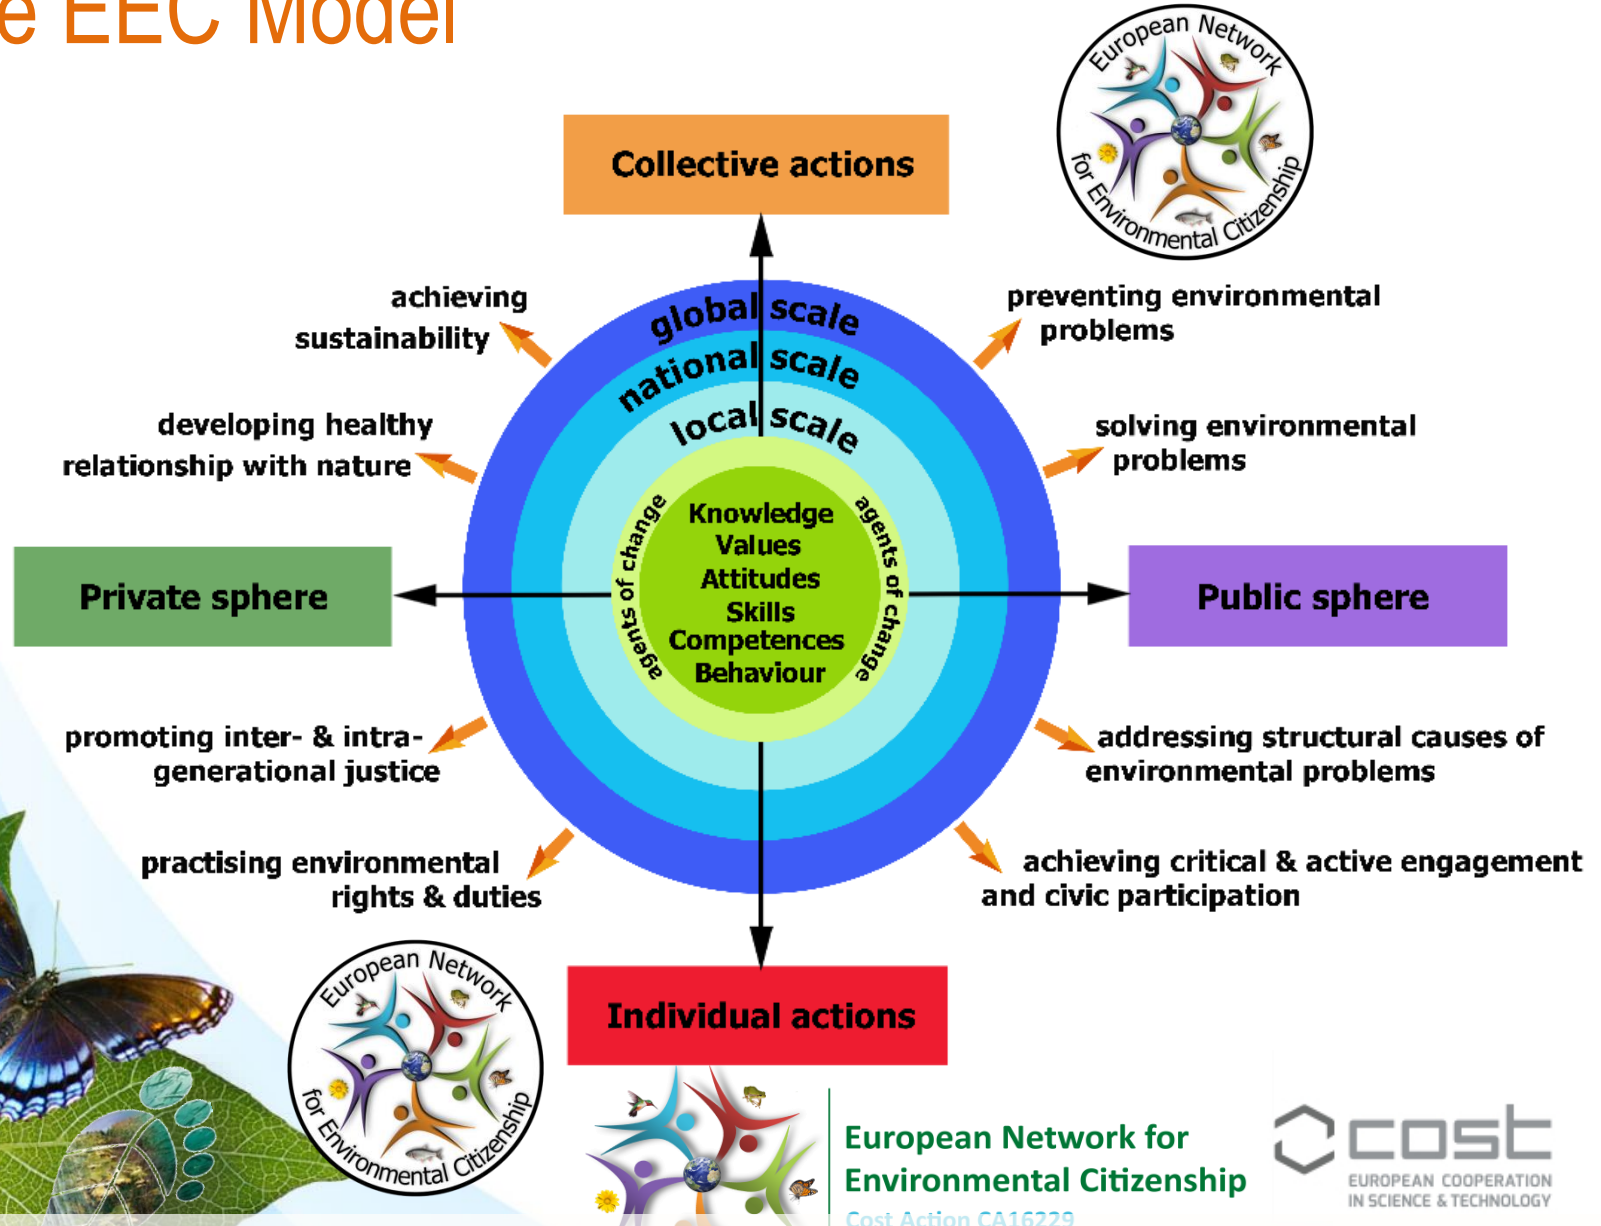 e EEC Model
European Network
for Environmental Citizenship
Collective actions
achieving
sustainability
preventing environmental
problems
global scale
national scale
local scale
developing healthy
relationship with nature
solving environmental
problems
agents of change
Knowledge
Values
Attitudes
Skills
Competences
Behaviour
agents of change
Private sphere
Public sphere
promoting inter- & intra-
generational justice
addressing structural causes of
environmental problems
practising environmental
rights & duties
achieving critical & active engagement
and civic participation
European Network
for Environmental Citizenship
Individual actions
European Network for
Environmental Citizenship
Cost Action CA16229
cost
EUROPEAN COOPERATION
IN SCIENCE & TECHNOLOGY